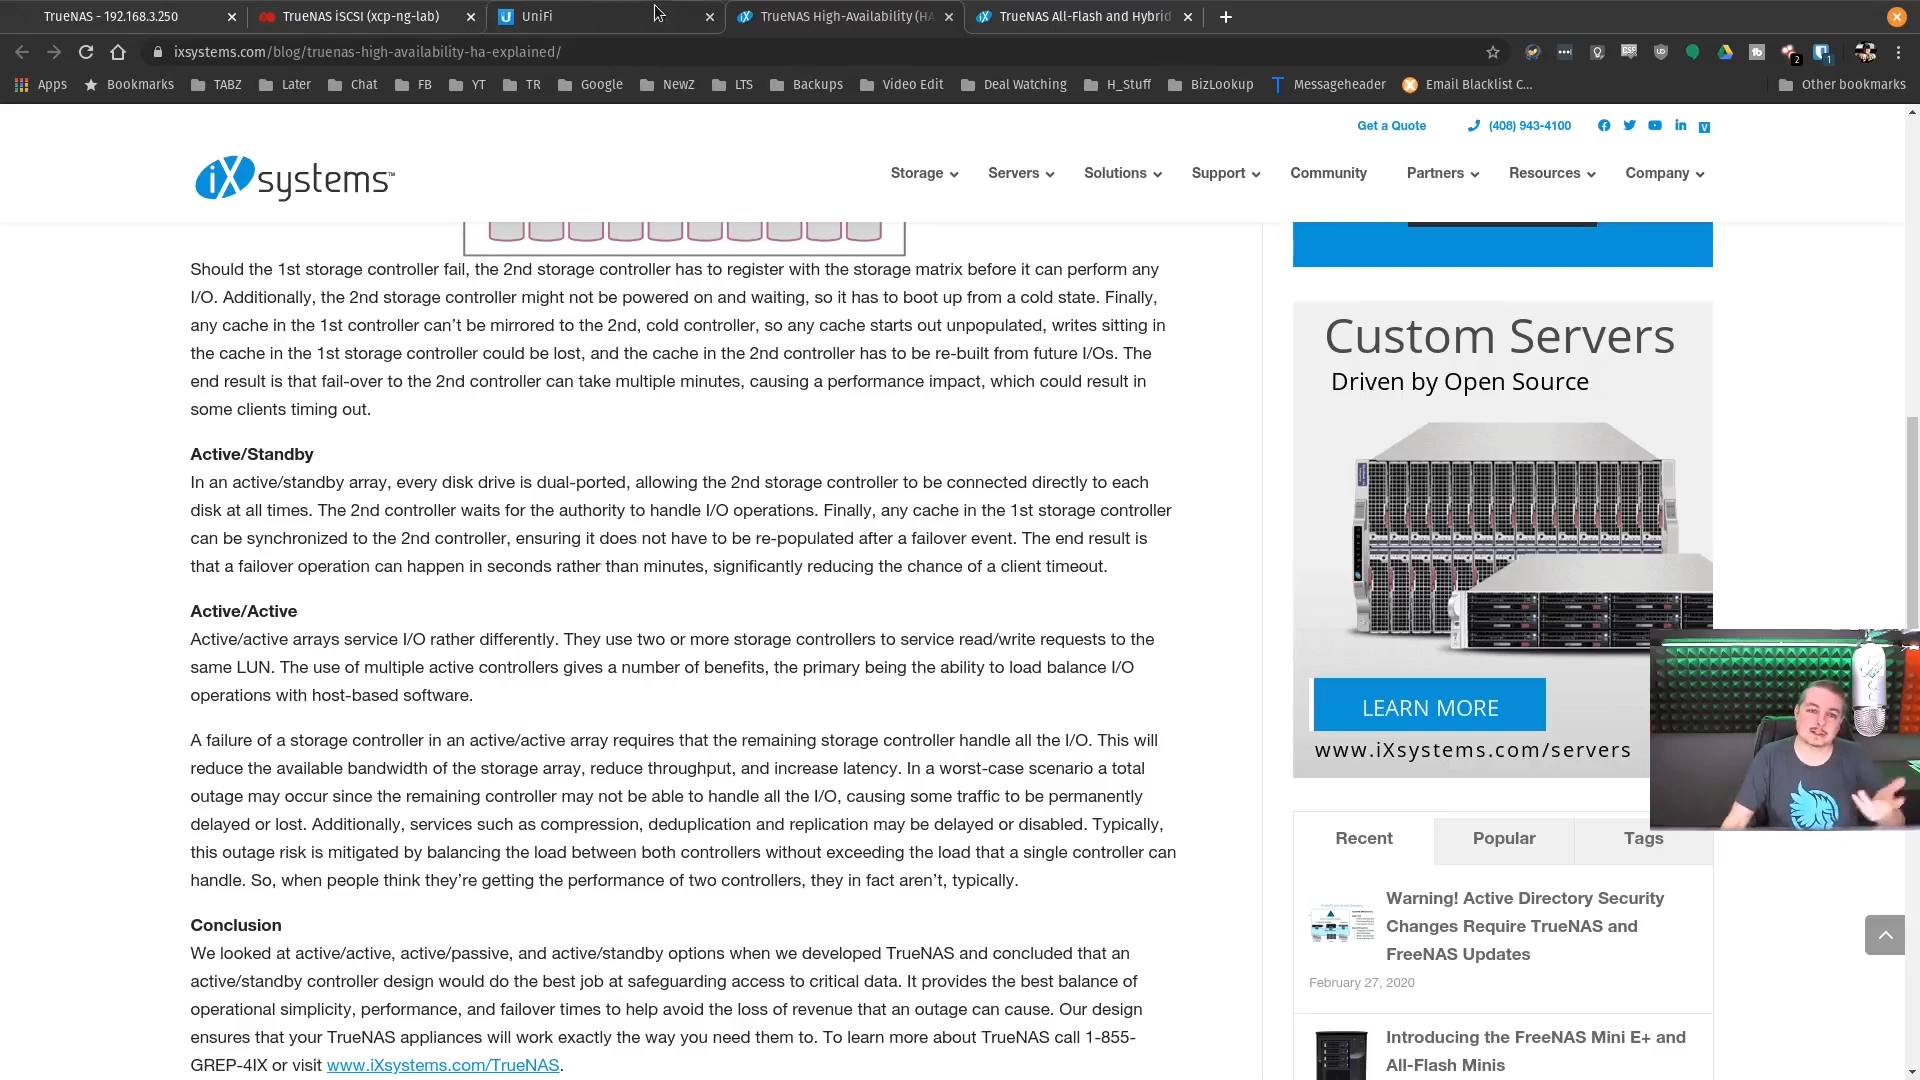 TrueNAS - 192.168.3.250
TrueNAS iSCSI (xcp-ng-lab)
UniFi
TrueNAS High-Availability (HA
TrueNAS All-Flash and Hybrid
ixsystems.com/blog/truenas-high-availability-ha-explained/
2
1
Apps
Bookmarks
TABZ
Later
Chat
FB
YT
TR
Google
NewZ
LTS
Backups
Video Edit
Deal Watching
H_Stuff
BizLookup
Messageheader
Email Blacklist C...
Other bookmarks
Get a Quote
(408) 943-4100
iXsystems™
Storage
Servers
Solutions
Support
Community
Partners
Resources
Company
Should the 1st storage controller fail, the 2nd storage controller has to register with the storage matrix before it can perform any
I/O. Additionally, the 2nd storage controller might not be powered on and waiting, so it has to boot up from a cold state. Finally,
any cache in the 1st controller can’t be mirrored to the 2nd, cold controller, so any cache starts out unpopulated, writes sitting in
the cache in the 1st storage controller could be lost, and the cache in the 2nd controller has to be re-built from future I/Os. The
end result is that fail-over to the 2nd controller can take multiple minutes, causing a performance impact, which could result in
some clients timing out.
Active/Standby
In an active/standby array, every disk drive is dual-ported, allowing the 2nd storage controller to be connected directly to each
disk at all times. The 2nd controller waits for the authority to handle I/O operations. Finally, any cache in the 1st storage controller
can be synchronized to the 2nd controller, ensuring it does not have to be re-populated after a failover event. The end result is
that a failover operation can happen in seconds rather than minutes, significantly reducing the chance of a client timeout.
Active/Active
Active/active arrays service I/O rather differently. They use two or more storage controllers to service read/write requests to the
same LUN. The use of multiple active controllers gives a number of benefits, the primary being the ability to load balance I/O
operations with host-based software.
A failure of a storage controller in an active/active array requires that the remaining storage controller handle all the I/O. This will
reduce the available bandwidth of the storage array, reduce throughput, and increase latency. In a worst-case scenario a total
outage may occur since the remaining controller may not be able to handle all the I/O, causing some traffic to be permanently
delayed or lost. Additionally, services such as compression, deduplication and replication may be delayed or disabled. Typically,
this outage risk is mitigated by balancing the load between both controllers without exceeding the load that a single controller can
handle. So, when people think they’re getting the performance of two controllers, they in fact aren’t, typically.
Conclusion
We looked at active/active, active/passive, and active/standby options when we developed TrueNAS and concluded that an
active/standby controller design would do the best job at safeguarding access to critical data. It provides the best balance of
operational simplicity, performance, and failover times to help avoid the loss of revenue that an outage can cause. Our design
ensures that your TrueNAS appliances will work exactly the way you need them to. To learn more about TrueNAS call 1-855-
GREP-4IX or visit www.iXsystems.com/TrueNAS.
Custom Servers
Driven by Open Source
LEARN MORE
www.iXsystems.com/servers
Recent
Popular
Tags
Warning! Active Directory Security
Changes Require TrueNAS and
FreeNAS Updates
February 27, 2020
Introducing the FreeNAS Mini E+ and
All-Flash Minis